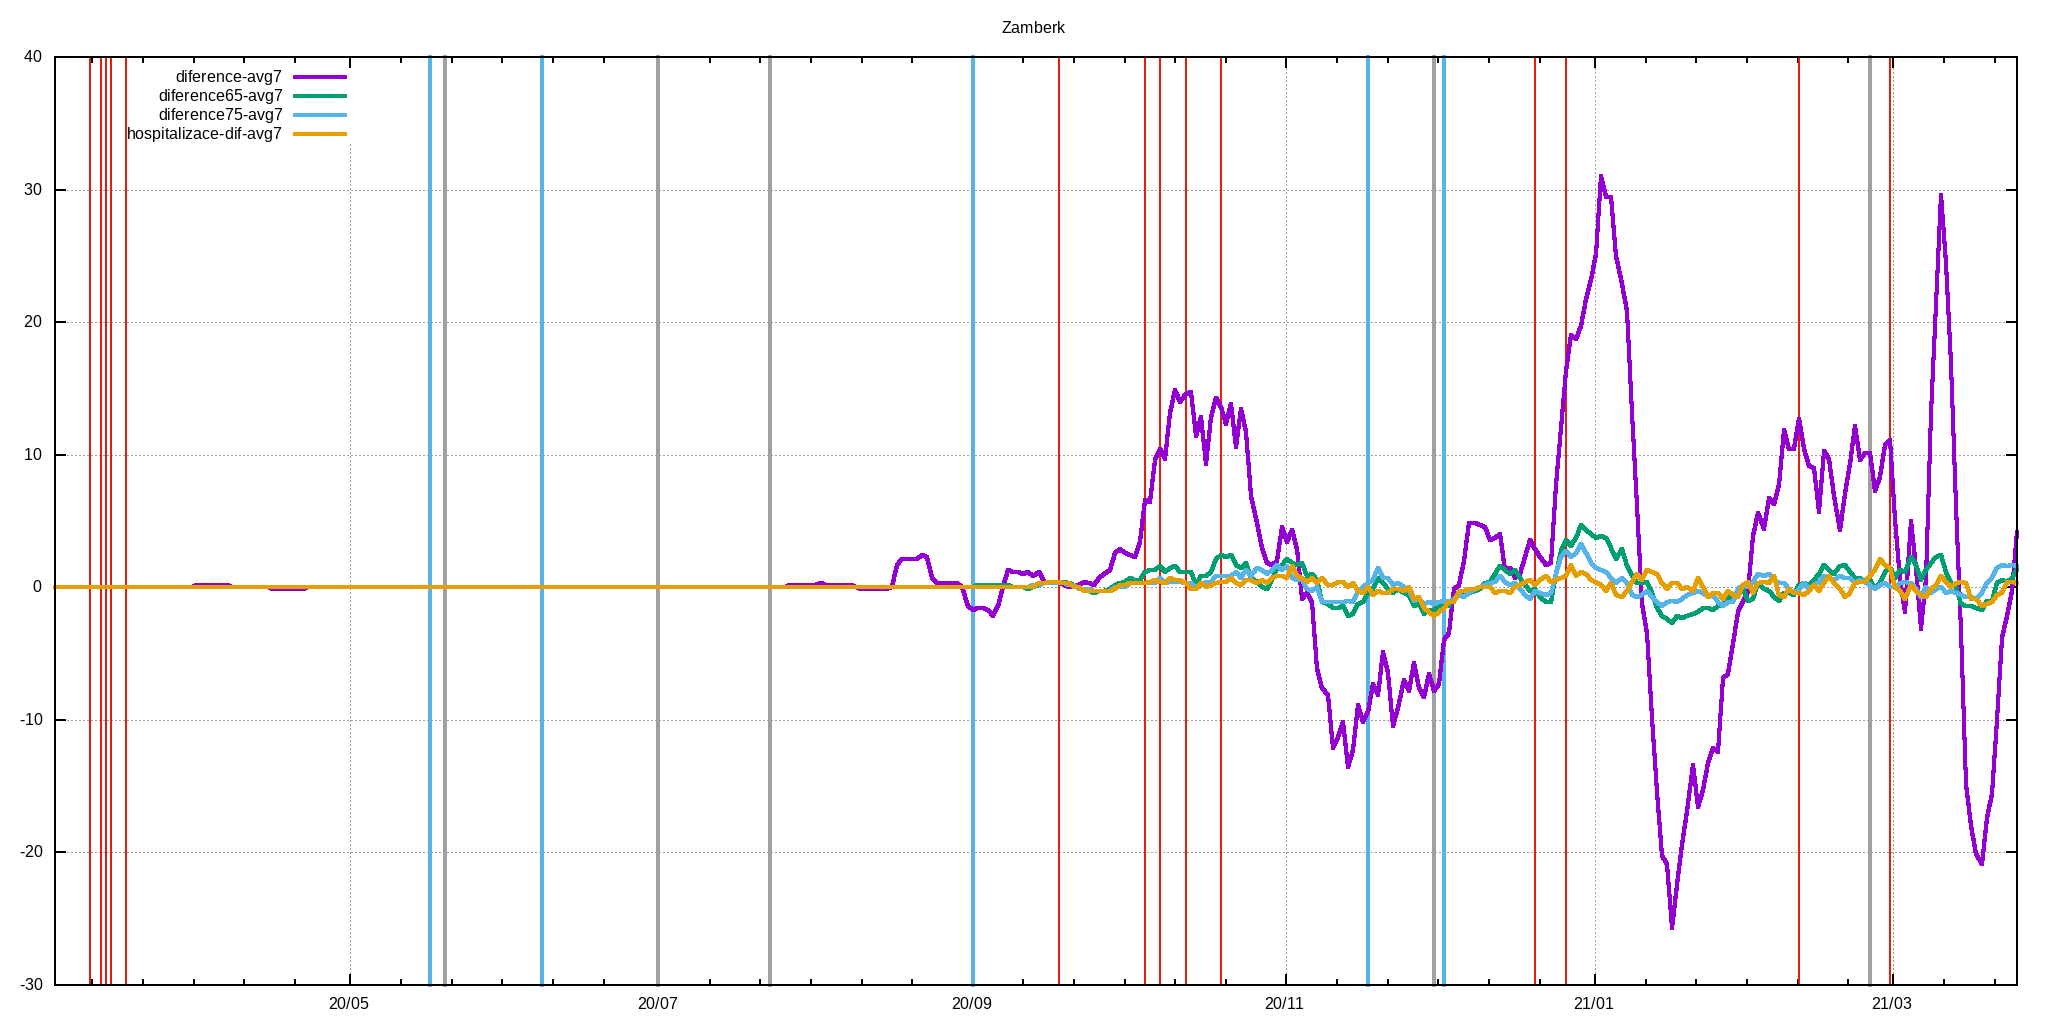 Zamberk
40
diference-avg7
diference65-avg7
diference75-avg7
hospitalizace-dif-avg7
30
20
10
0
-10
-20
-30
20/05 20/07 20/09 20/11 21/01 21/03